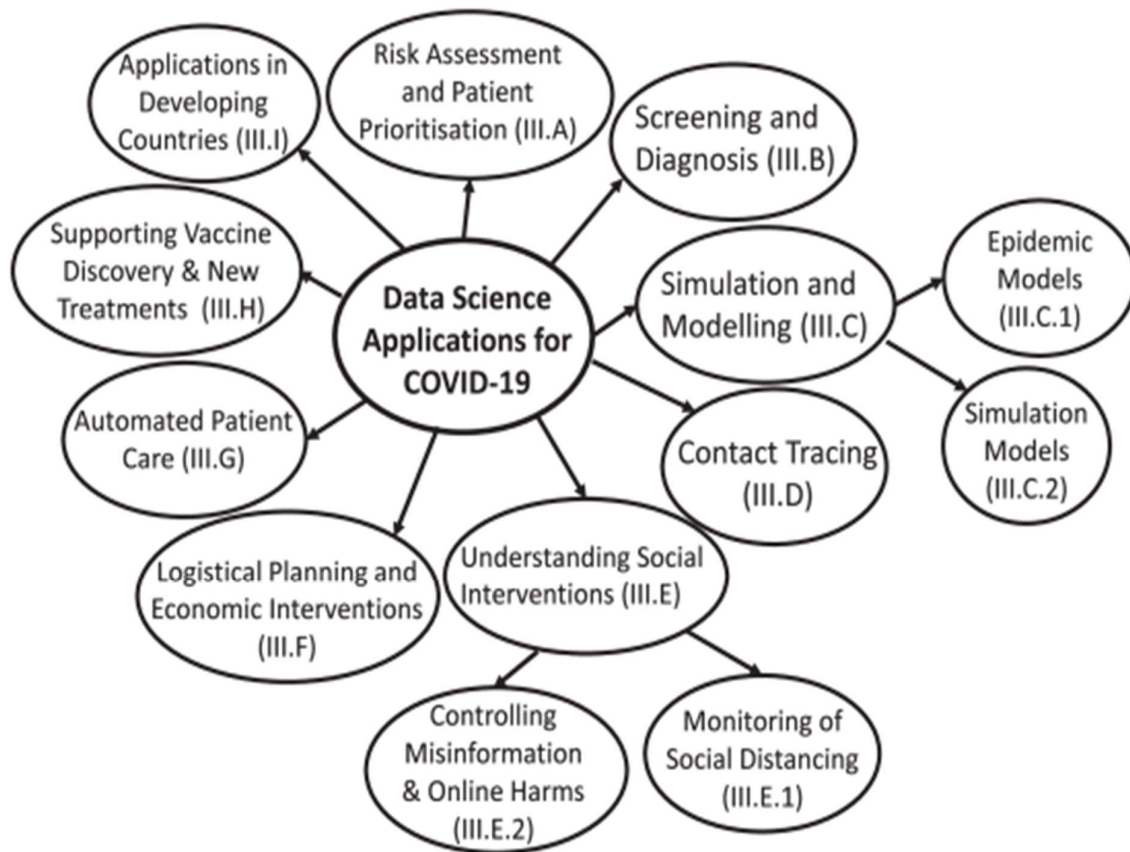 Applications in
Developing
Countries (III.I)
Risk Assessment
and Patient
Prioritisation (III.A)
Screening and
Diagnosis (III.B)
Supporting Vaccine
Discovery & New
Treatments (III.H)
Data Science
Applications for
COVID-19
Simulation and
Modelling (III.C)
Epidemic
Models
(III.C.1)
Simulation
Models
(III.C.2)
Automated Patient
Care (III.G)
Contact Tracing
(III.D)
Logistical Planning and
Economic Interventions
(III.F)
Understanding Social
Interventions (III.E)
Controlling
Misinformation
& Online Harms
(III.E.2)
Monitoring of
Social Distancing
(III.E.1)